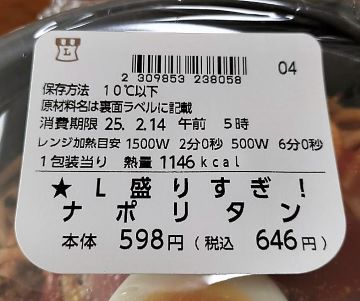 L
2 309853 238058
04
保存方法 10℃以下
原材料名は裏面ラベルに記載
消費期限 25. 2.14 午前 5時
レンジ加熱目安 1500W 2分0秒 500W 6分0秒
1包装当り 熱量 1146kcal
★L盛りすぎ!
ナポリタン
本体 598円(税込 646円)